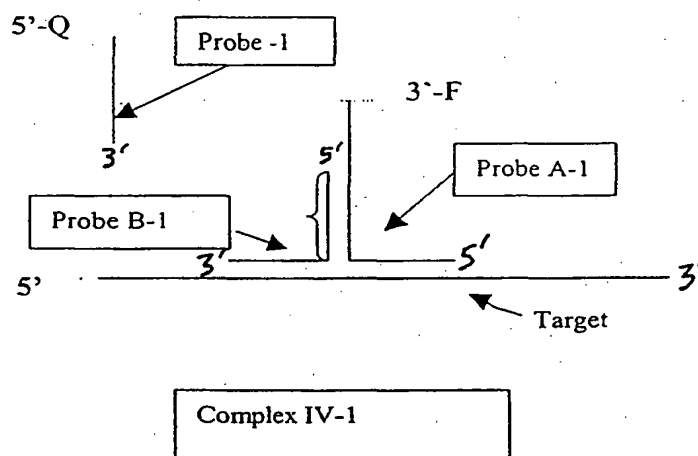 5'-Q
Probe -1
3`-F
3'
5'
Probe A-1
Probe B-1
3'
5'
5'
3'
Target
Complex IV-1